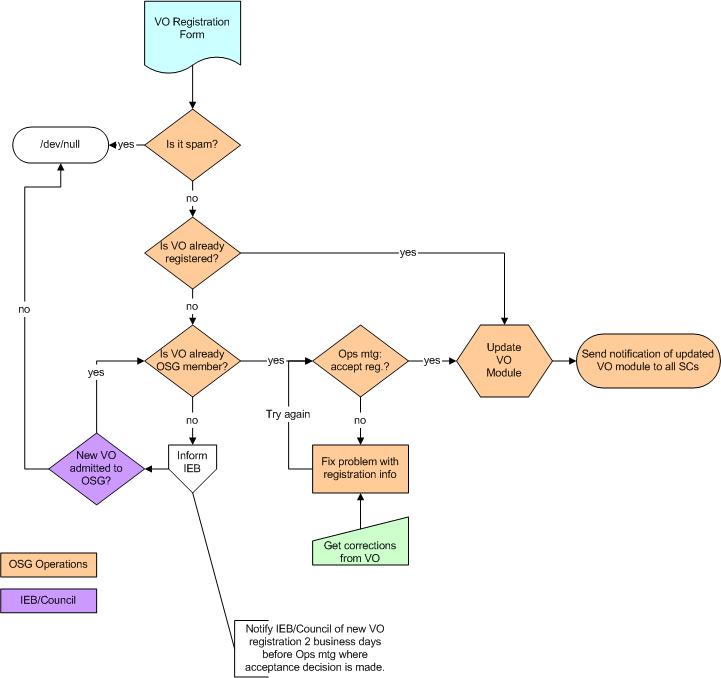 VO Registration
Form
/dev/null
yes
Is it spam?
no
Is VO already
registered?
yes
no
no
Is VO already
OSG member?
yes
Ops mtg:
accept reg.?
yes
Update
VO
Module
Send notification of updated
VO module to all SCs
yes
no
Try again
no
New VO
admitted to
OSG?
Inform
IEB
Fix problem with
registration info
Get corrections
from VO
OSG Operations
IEB/Council
Notify IEB/Council of new VO
registration 2 business days
before Ops mtg where
acceptance decision is made.